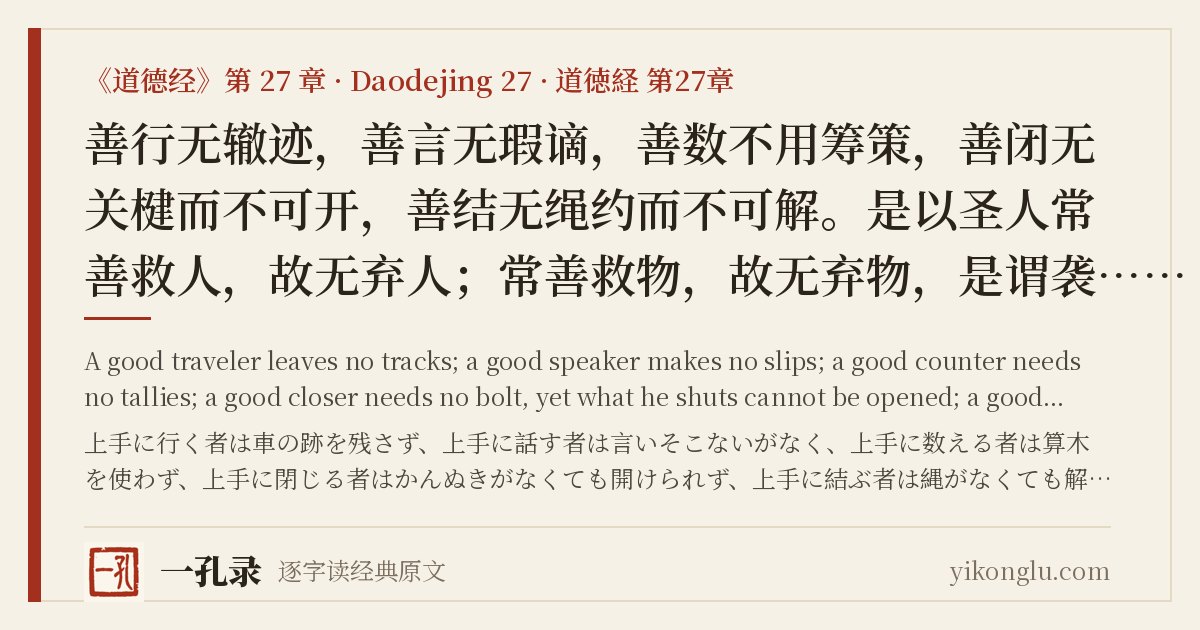 《道德经》第 27 章 · Daodejing 27 · 道徳経 第27章
善行无辙迹，善言无瑕谪，善数不用筹策，善闭无
关楗而不可开，善结无绳约而不可解。是以圣人常
善救人，故无弃人；常善救物，故无弃物，是谓袭……
A good traveler leaves no tracks; a good speaker makes no slips; a good counter needs
no tallies; a good closer needs no bolt, yet what he shuts cannot be opened; a good...
上手に行く者は車の跡を残さず、上手に話す者は言いそこないがなく、上手に数える者は算木
を使わず、上手に閉じる者はかんぬきがなくても開けられず、上手に結ぶ者は縄がなくても解…
一孔
一孔录 逐字读经典原文
yikonglu.com